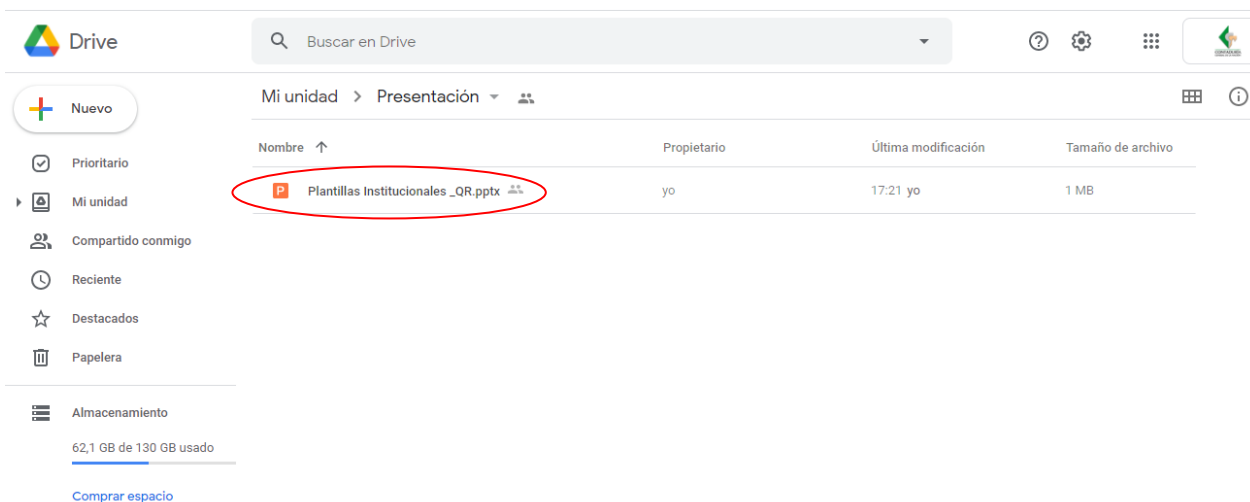 Drive
Buscar en Drive
Nuevo
Mi unidad > Presentación
Nombre Propietario Última modificación Tamaño de archivo
P Plantillas Institucionales _QR.pptx yo 17:21 yo 1 MB
Prioritario
Mi unidad
Compartido conmigo
Reciente
Destacados
Papelera
Almacenamiento
62,1 GB de 130 GB usado
Comprar espacio
CONTADURÍA